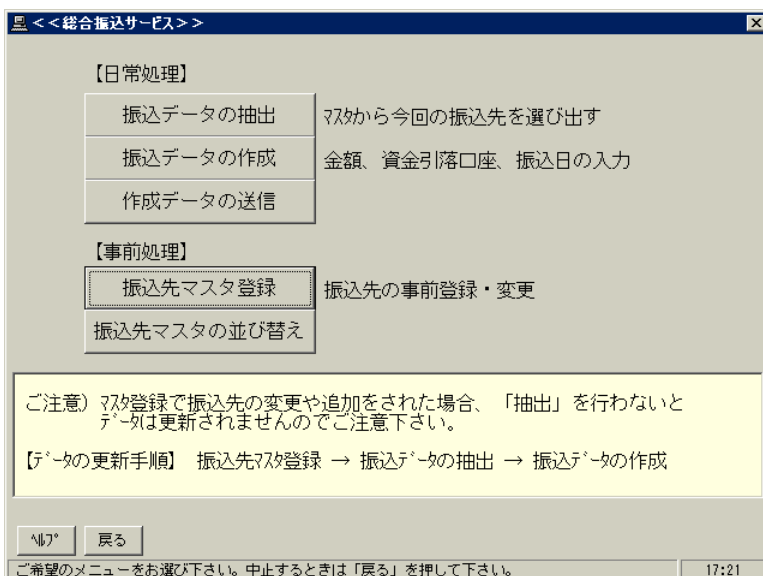 <<総合振込サービス>>
【日常処理】
振込データの抽出 ﾏｽﾀから今回の振込先を選び出す
振込データの作成 金額、資金引落口座、振込日の入力
作成データの送信
【事前処理】
振込先マスタ登録 振込先の事前登録・変更
振込先マスタの並び替え
ご注意）ﾏｽﾀ登録で振込先の変更や追加をされた場合、「抽出」を行わないと
ﾃﾞｰﾀは更新されませんのでご注意下さい。
【ﾃﾞｰﾀの更新手順】 振込先ﾏｽﾀ登録 → 振込ﾃﾞｰﾀの抽出 → 振込ﾃﾞｰﾀの作成
ﾍﾙﾌﾟ 戻る
ご希望のメニューをお選び下さい。中止するときは「戻る」を押して下さい。 17:21